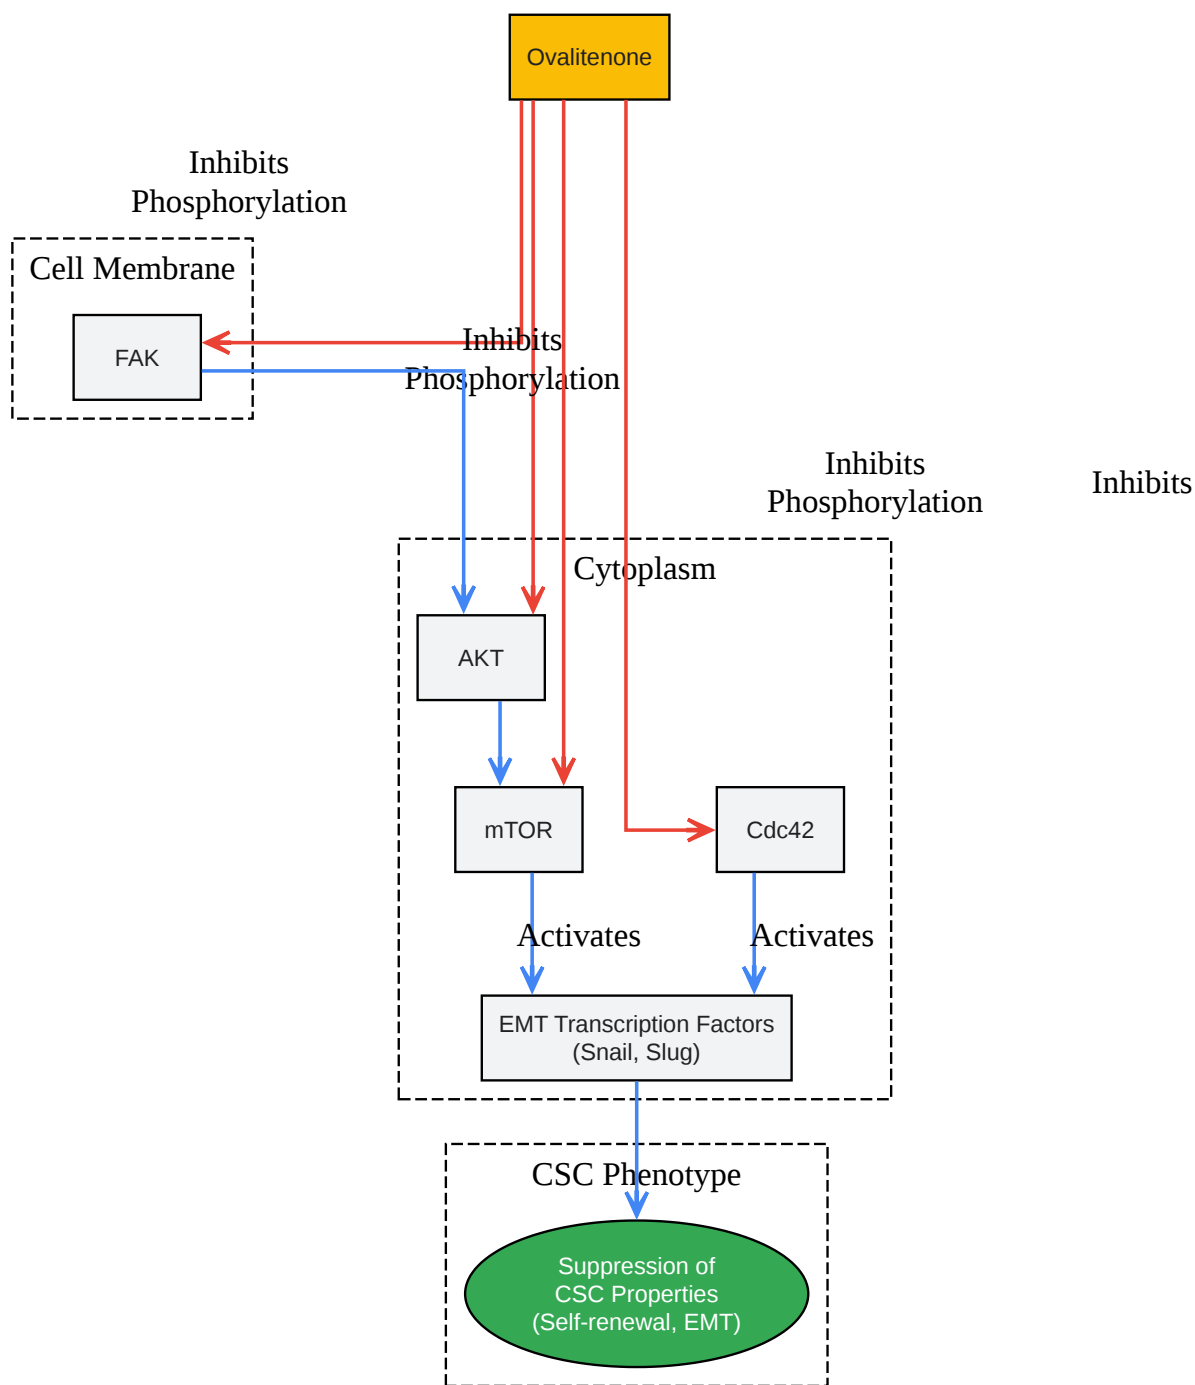 Ovalitenone
Inhibits
Phosphorylation
Cell Membrane
FAK
Inhibits
Phosphorylation
Inhibits
Phosphorylation
Inhibits
Cytoplasm
AKT
mTOR
Cdc42
Activates
Activates
EMT Transcription Factors
(Snail, Slug)
CSC Phenotype
Suppression of
CSC Properties
(Self-renewal, EMT)